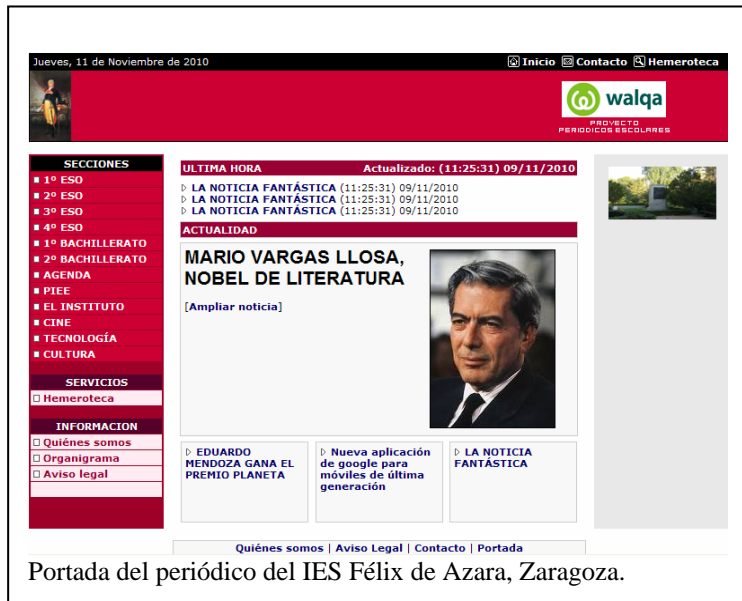 Jueves, 11 de Noviembre de 2010
Inicio Contacto Hemeroteca
walqa
PROYECTO
PERIODICOS ESCOLARES
SECCIONES
1º ESO
2º ESO
3º ESO
4º ESO
1º BACHILLERATO
2º BACHILLERATO
AGENDA
PIEE
EL INSTITUTO
CINE
TECNOLOGÍA
CULTURA
SERVICIOS
Hemeroteca
INFORMACION
Quiénes somos
Organigrama
Aviso legal
ULTIMA HORA Actualizado: (11:25:31) 09/11/2010
LA NOTICIA FANTÁSTICA (11:25:31) 09/11/2010
LA NOTICIA FANTÁSTICA (11:25:31) 09/11/2010
LA NOTICIA FANTÁSTICA (11:25:31) 09/11/2010
ACTUALIDAD
MARIO VARGAS LLOSA,
NOBEL DE LITERATURA
[Ampliar noticia]
EDUARDO
MENDOZA GANA EL
PREMIO PLANETA
Nueva aplicación
de google para
móviles de última
generación
LA NOTICIA
FANTÁSTICA
Quiénes somos | Aviso Legal | Contacto | Portada
Portada del periódico del IES Félix de Azara, Zaragoza.